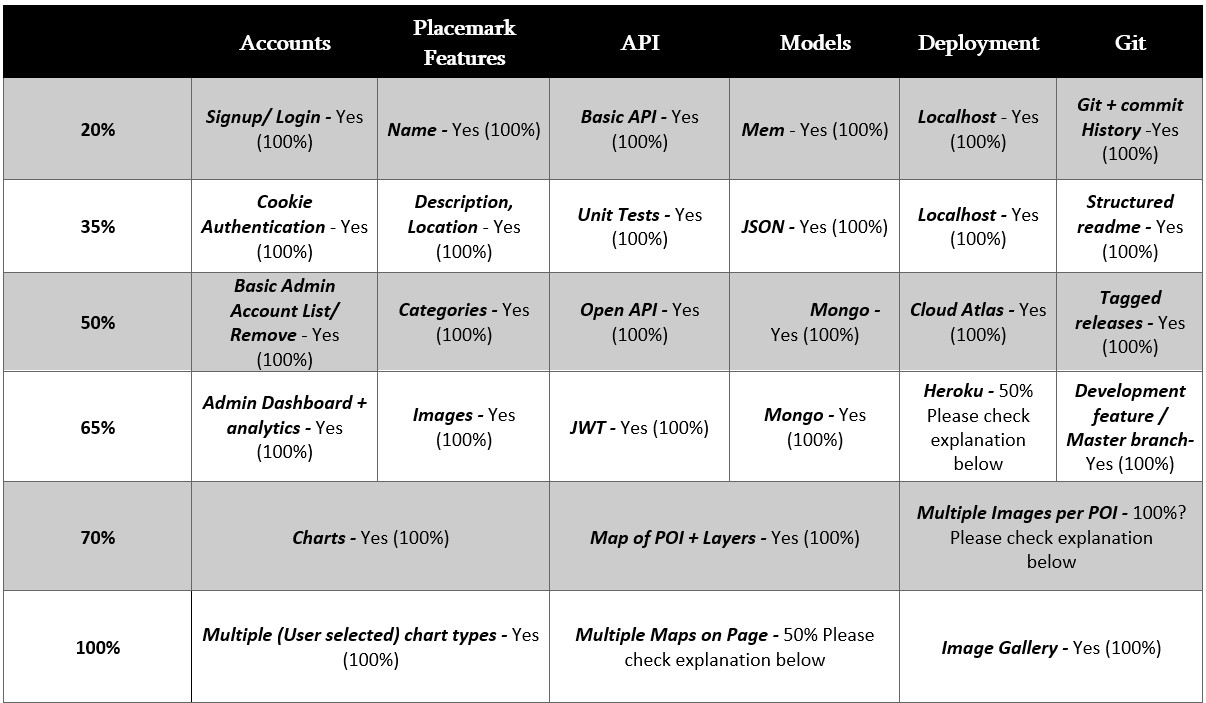 Accounts
Placemark
Features
API
Models
Deployment
Git
20%
Signup/ Login - Yes
(100%)
Name - Yes (100%)
Basic API - Yes
(100%)
Mem - Yes (100%)
Localhost - Yes
(100%)
Git + commit
History -Yes
(100%)
35%
Cookie
Authentication - Yes
(100%)
Description,
Location - Yes
(100%)
Unit Tests - Yes
(100%)
JSON - Yes (100%)
Localhost - Yes
(100%)
Structured
readme - Yes
(100%)
50%
Basic Admin
Account List/
Remove - Yes
(100%)
Categories - Yes
(100%)
Open API - Yes
(100%)
Mongo -
Yes (100%)
Cloud Atlas - Yes
(100%)
Tagged
releases - Yes
(100%)
65%
Admin Dashboard +
analytics - Yes
(100%)
Images - Yes
(100%)
JWT - Yes (100%)
Mongo - Yes
(100%)
Heroku - 50%
Please check
explanation
below
Development
feature /
Master branch-
Yes (100%)
70%
Charts - Yes (100%)
Map of POI + Layers - Yes (100%)
Multiple Images per POI - 100%?
Please check explanation
below
100%
Multiple (User selected) chart types - Yes
(100%)
Multiple Maps on Page - 50% Please
check explanation below
Image Gallery - Yes (100%)